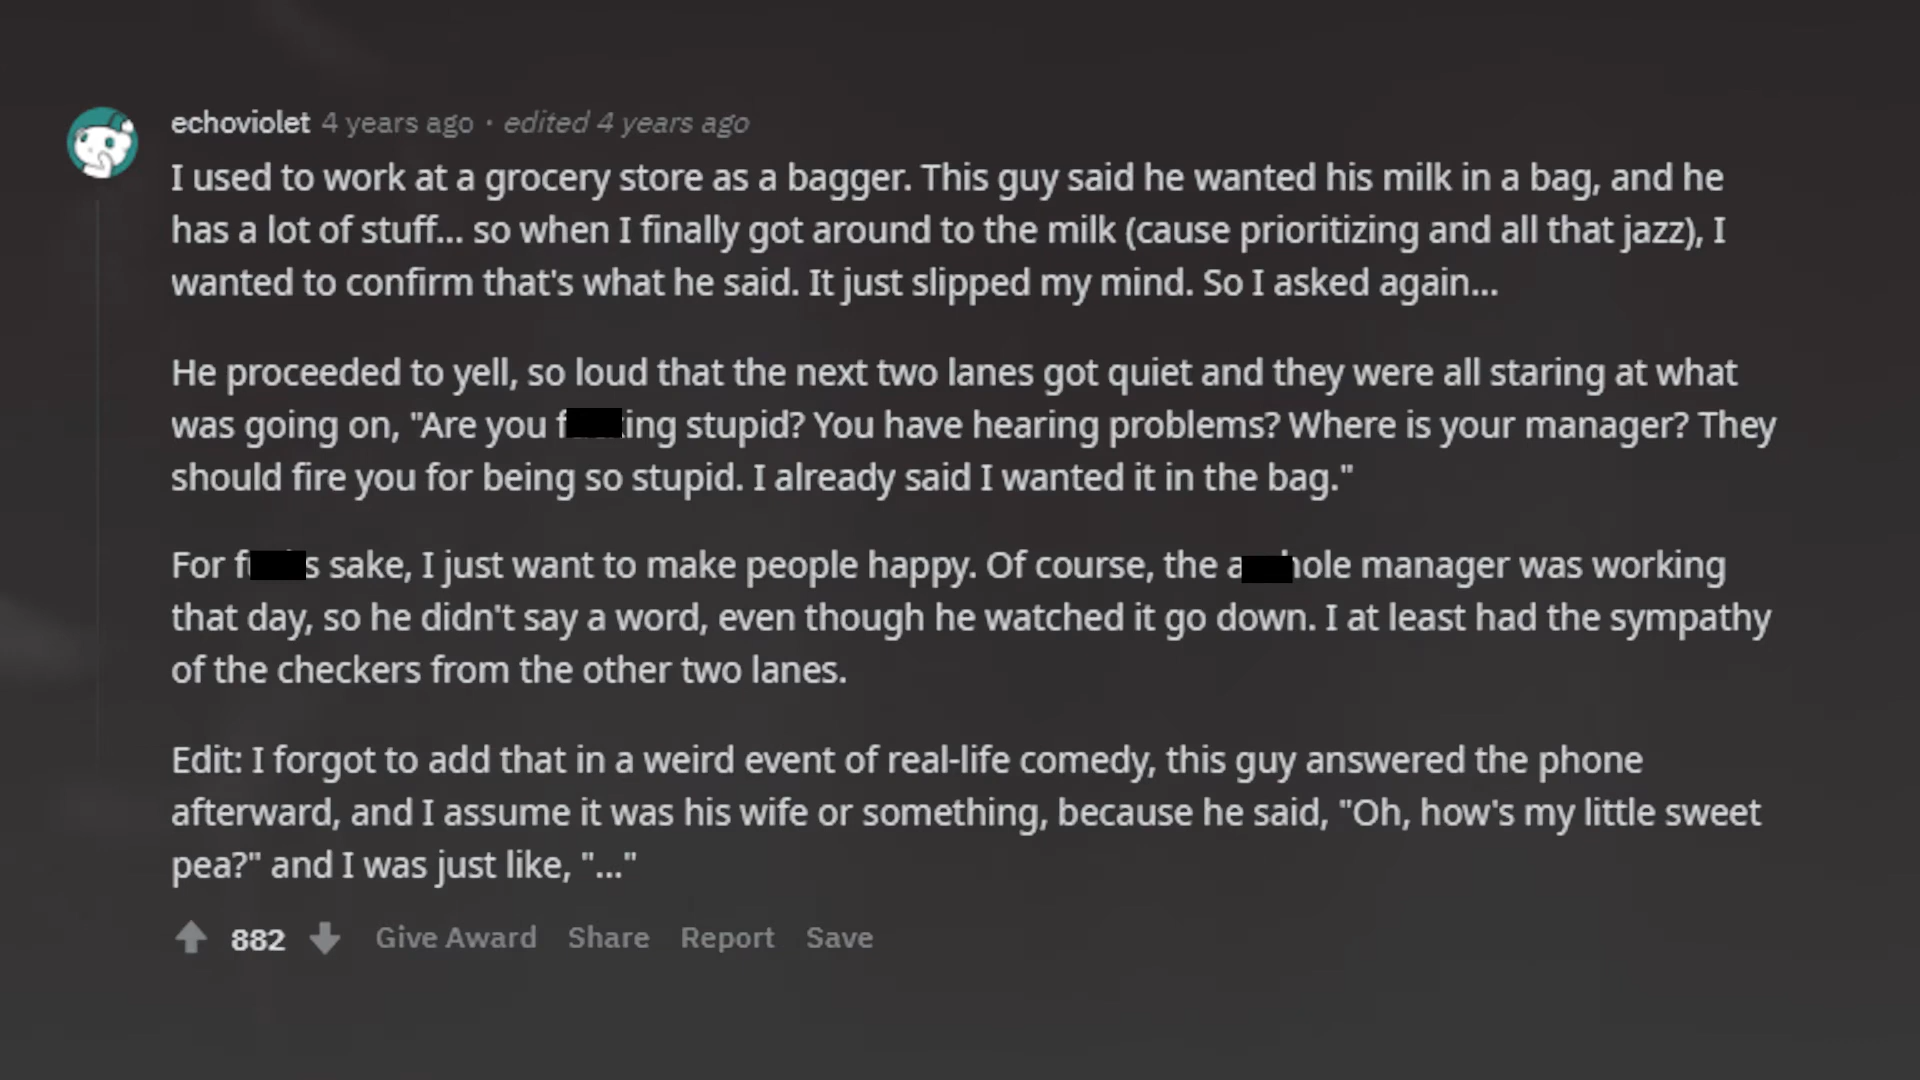 echoviolet 4 years ago · edited 4 years ago
I used to work at a grocery store as a bagger. This guy said he wanted his milk in a bag, and he
has a lot of stuff... so when I finally got around to the milk (cause prioritizing and all that jazz), I
wanted to confirm that's what he said. It just slipped my mind. So I asked again...
He proceeded to yell, so loud that the next two lanes got quiet and they were all staring at what
was going on, "Are you f ing stupid? You have hearing problems? Where is your manager? They
should fire you for being so stupid. I already said I wanted it in the bag."
For f s sake, I just want to make people happy. Of course, the a hole manager was working
that day, so he didn't say a word, even though he watched it go down. I at least had the sympathy
of the checkers from the other two lanes.
Edit: I forgot to add that in a weird event of real-life comedy, this guy answered the phone
afterward, and I assume it was his wife or something, because he said, "Oh, how's my little sweet
pea?" and I was just like, "..."
882 Give Award Share Report Save